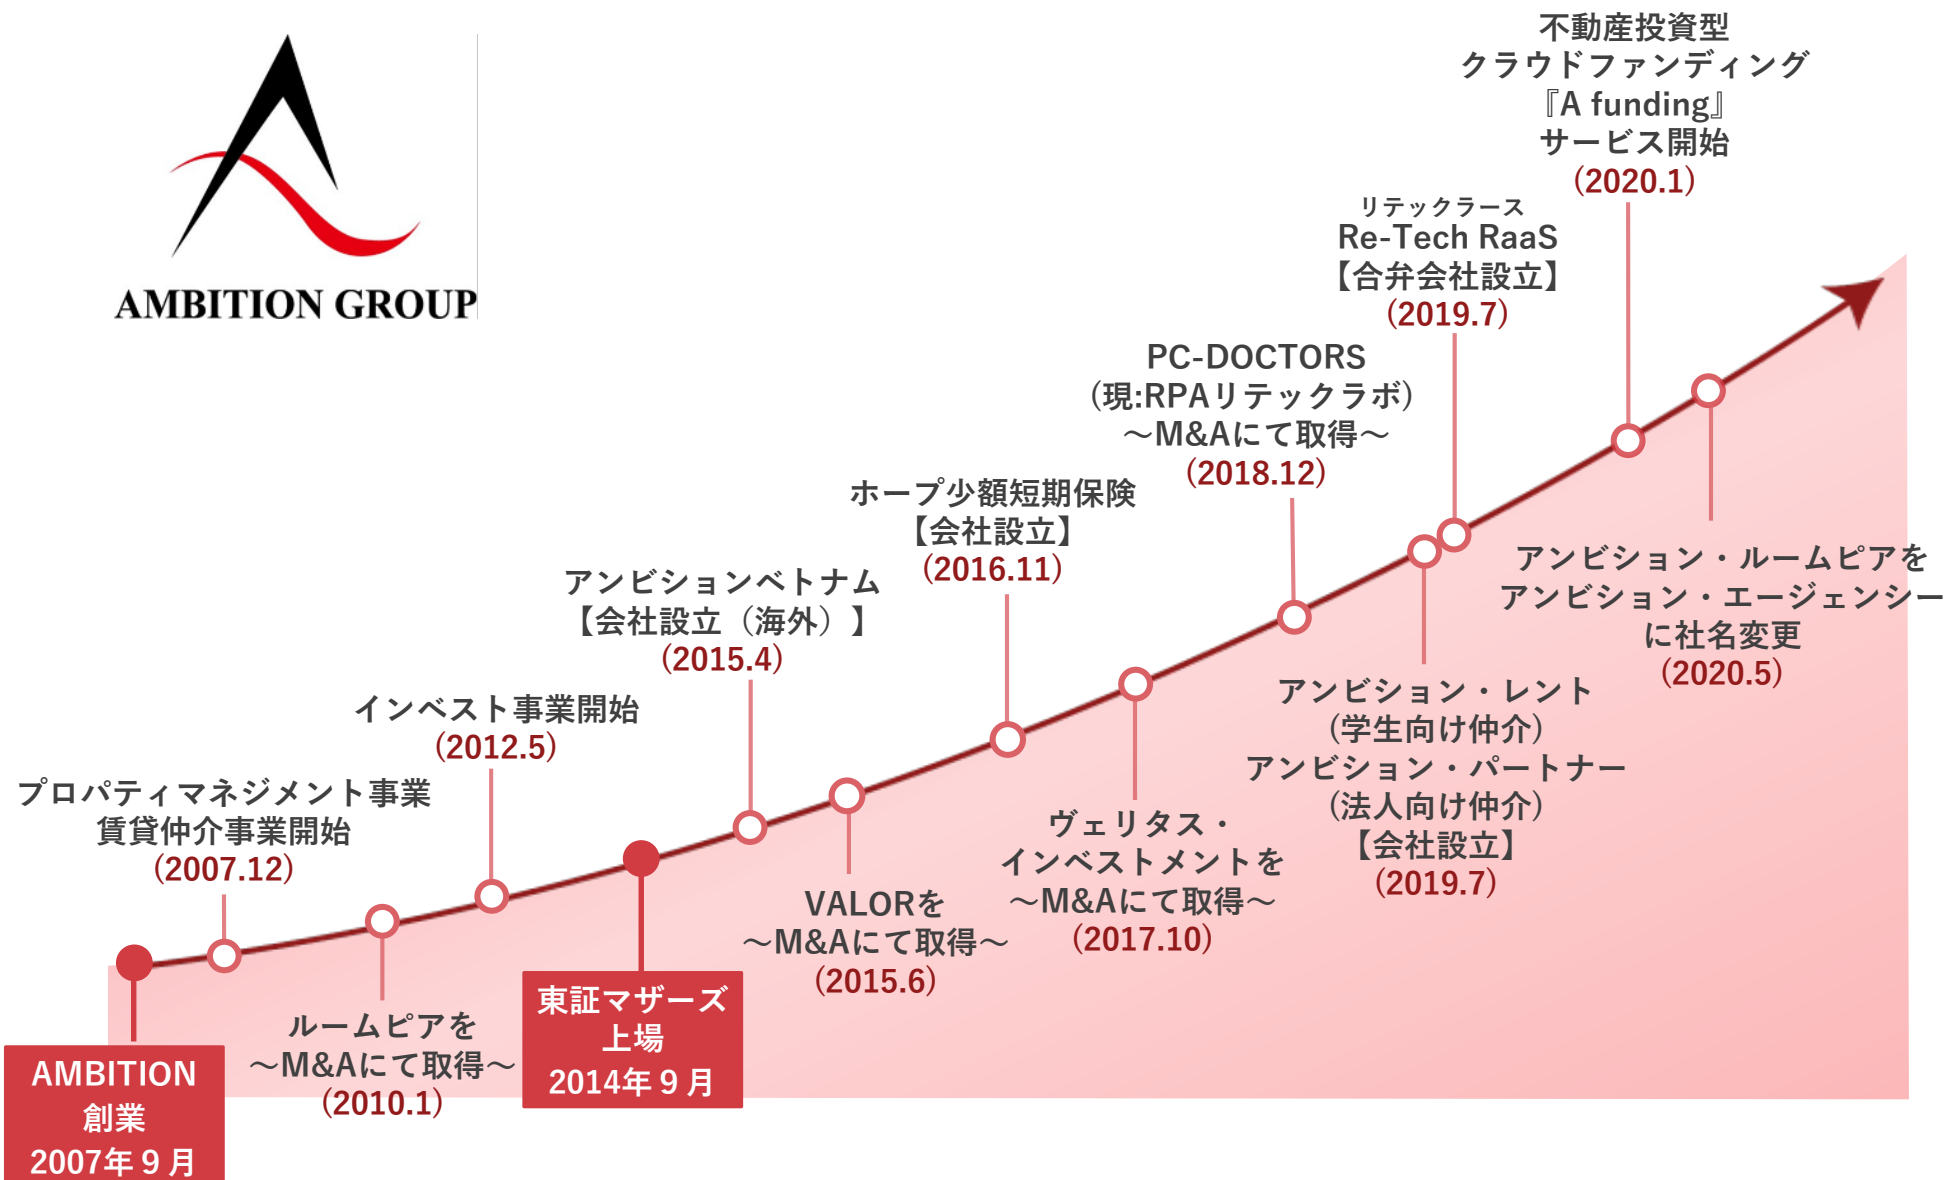 AMBITION GROUP
AMBITION
創業
2007年９月
プロパティマネジメント事業
賃貸仲介事業開始
(2007.12)
ルームピアを
～M&Aにて取得～
(2010.1)
インベスト事業開始
(2012.5)
東証マザーズ
上場
2014年９月
アンビションベトナム
【会社設立（海外）】
(2015.4)
VALORを
～M&Aにて取得～
(2015.6)
ホープ少額短期保険
【会社設立】
(2016.11)
ヴェリタス・
インベストメントを
～M&Aにて取得～
(2017.10)
PC-DOCTORS
(現:RPAリテックラボ)
～M&Aにて取得～
(2018.12)
アンビション・レント
(学生向け仲介)
アンビション・パートナー
(法人向け仲介)
【会社設立】
(2019.7)
リテックラース
Re-Tech RaaS
【合弁会社設立】
(2019.7)
不動産投資型
クラウドファンディング
『A funding』
サービス開始
(2020.1)
アンビション・ルームピアを
アンビション・エージェンシー
に社名変更
(2020.5)